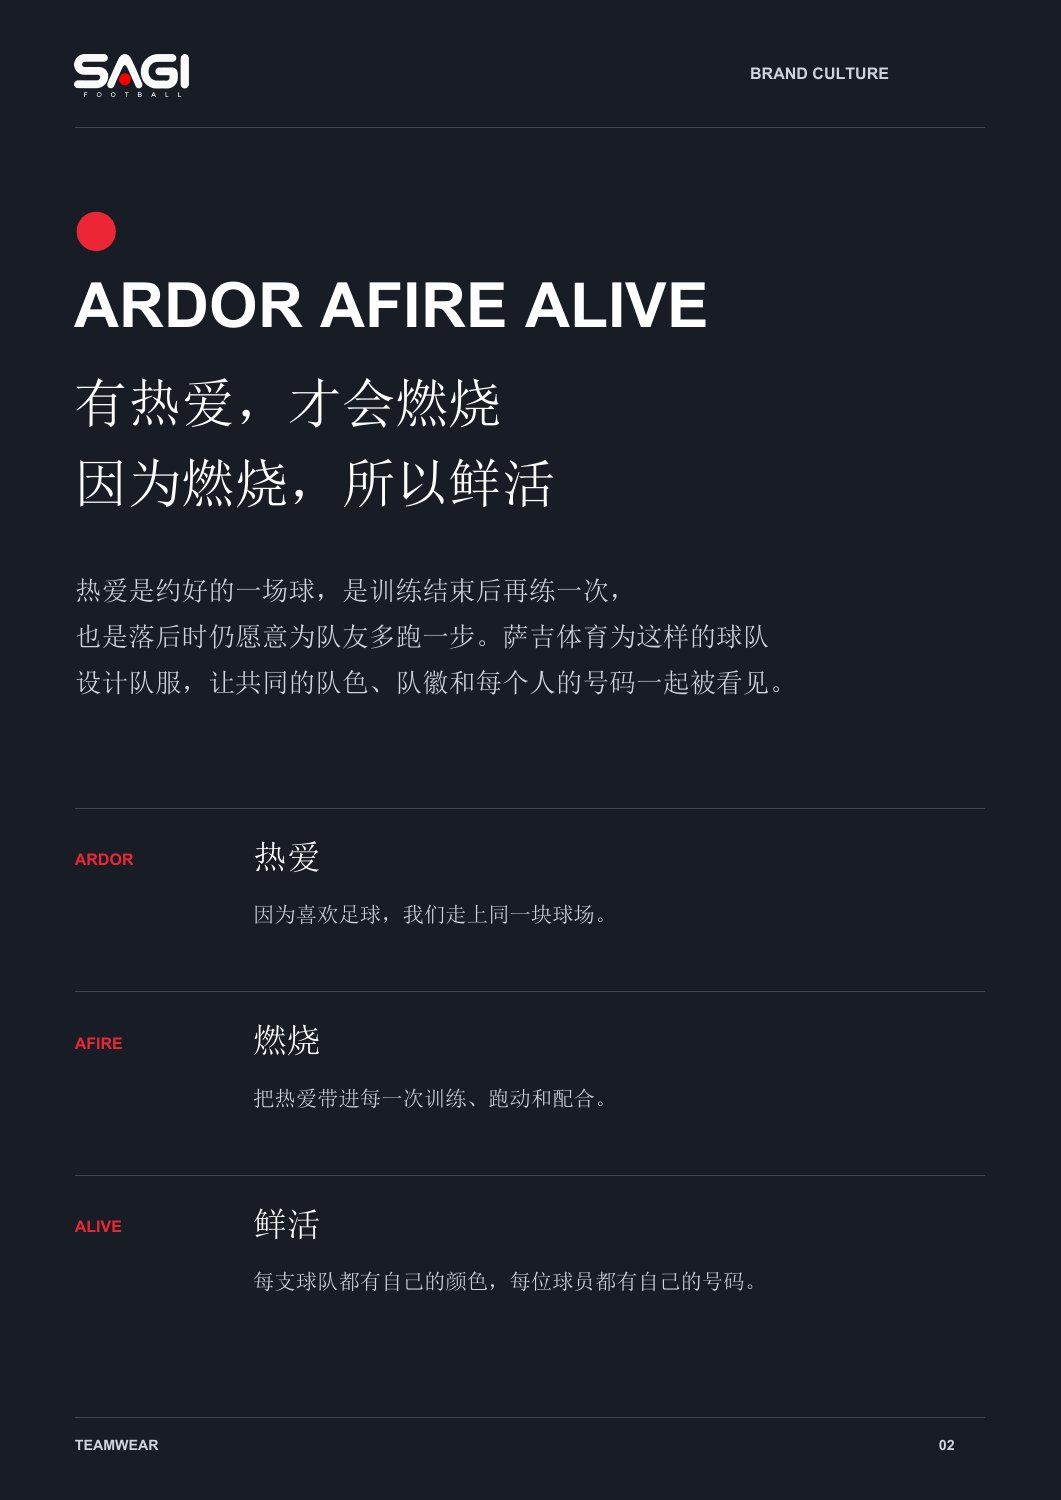 SAGI
FOOTBALL
BRAND CULTURE
ARDOR AFIRE ALIVE
有热爱，才会燃烧
因为燃烧，所以鲜活
热爱是约好的一场球，是训练结束后再练一次，
也是落后时仍愿意为队友多跑一步。萨吉体育为这样的球队
设计队服，让共同的队色、队徽和每个人的号码一起被看见。
ARDOR
热爱
因为喜欢足球，我们走上同一块球场。
AFIRE
燃烧
把热爱带进每一次训练、跑动和配合。
ALIVE
鲜活
每支球队都有自己的颜色，每位球员都有自己的号码。
TEAMWEAR
02